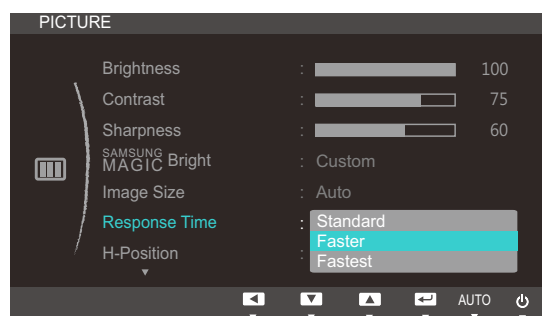 PICTURE
Brightness : 100
Contrast : 75
Sharpness : 60
SAMSUNG MAGIC Bright : Custom
Image Size : Auto
Response Time : Standard
Faster
H-Position : Fastest
AUTO